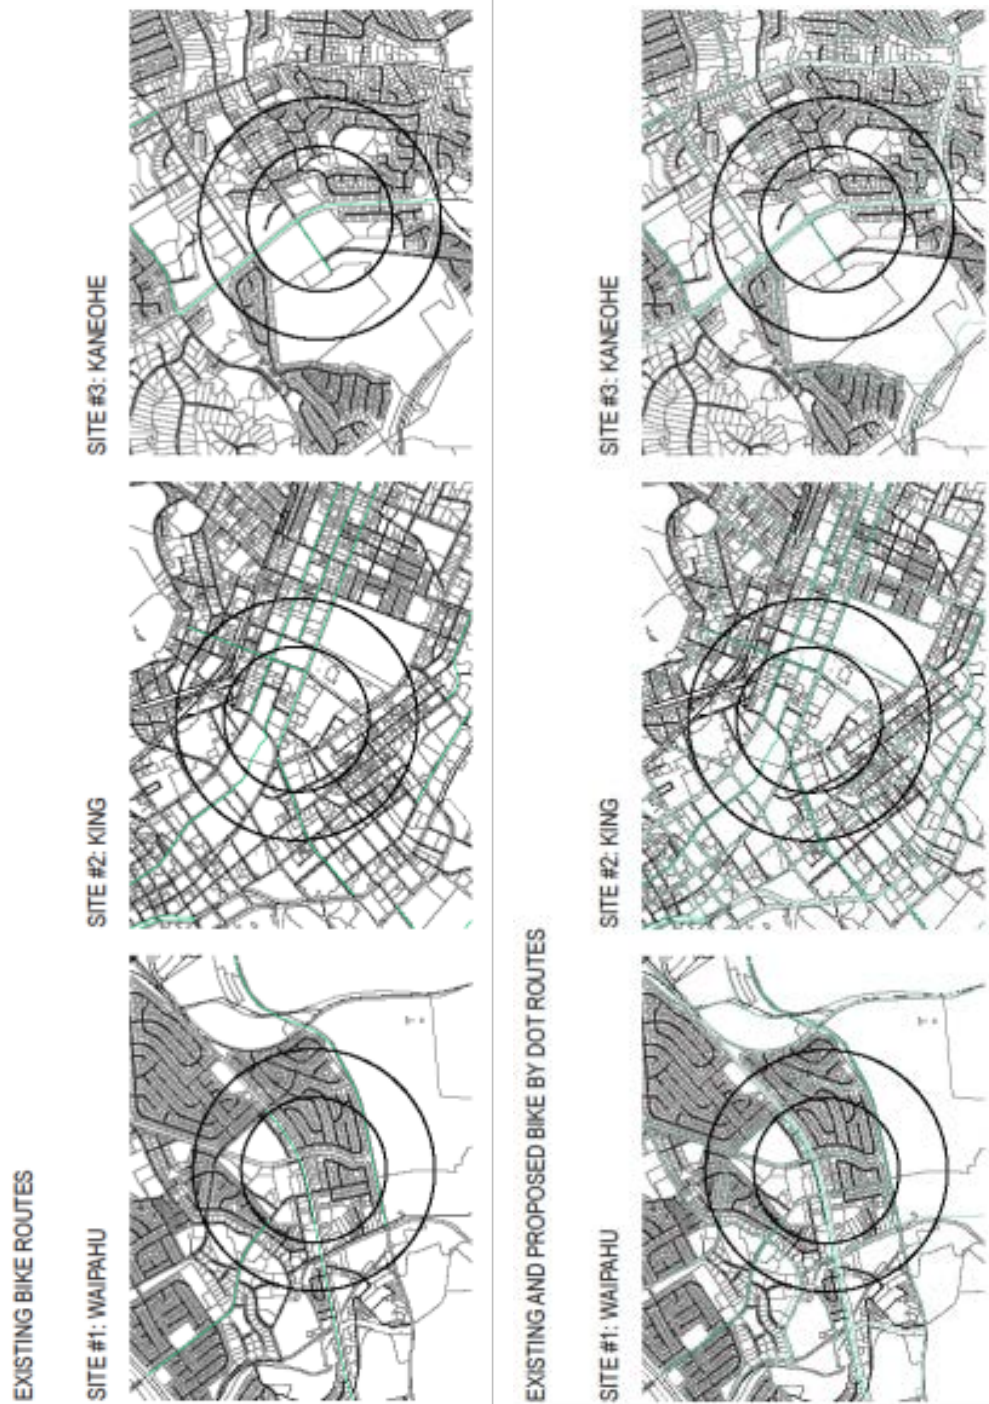 EXISTING BIKE ROUTES
SITE #1: WAIPAHU
SITE #2: KING
SITE #3: KANEOHE
EXISTING AND PROPOSED BIKE BY DOT ROUTES
SITE #1: WAIPAHU
SITE #2: KING
SITE #3: KANEOHE